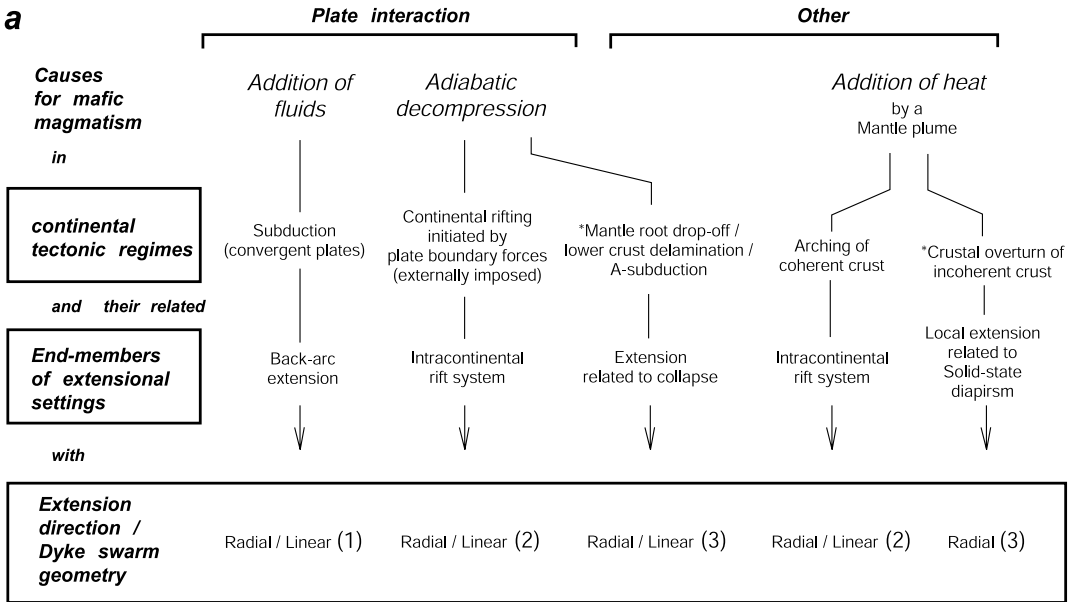 a
Plate interaction
Other
Causes
for mafic
magmatism
in
Addition of
fluids
Adiabatic
decompression
Addition of heat
by a
Mantle plume
continental
tectonic regimes
Subduction
(convergent plates)
Continental rifting
initiated by
plate boundary forces
(externally imposed)
*Mantle root drop-off /
lower crust delamination /
A-subduction
Arching of
coherent crust
*Crustal overturn of
incoherent crust
and their related
End-members
of extensional
settings
Back-arc
extension
Intracontinental
rift system
Extension
related to collapse
Intracontinental
rift system
Local extension
related to
Solid-state
diapirsm
with
Extension
direction /
Dyke swarm
geometry
Radial / Linear (1)
Radial / Linear (2)
Radial / Linear (3)
Radial / Linear (2)
Radial (3)